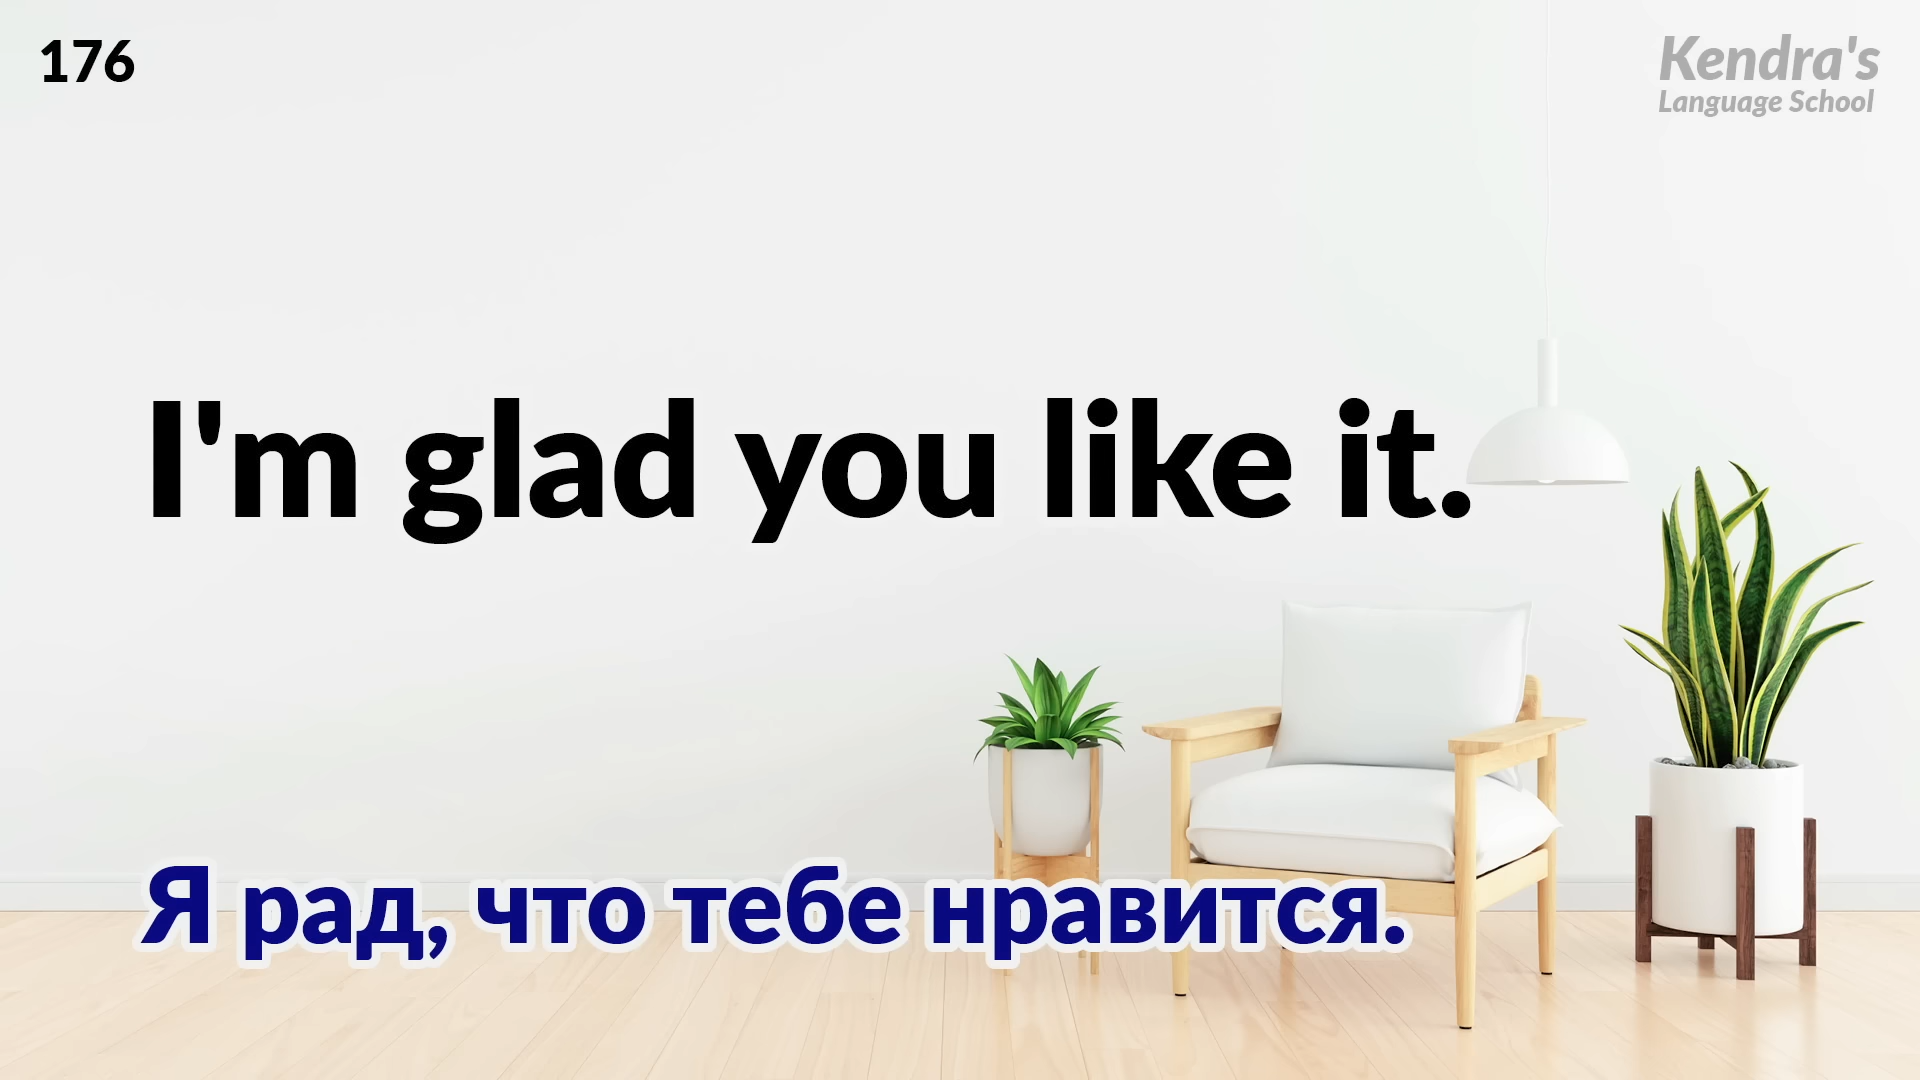 176
Kendra's
Language School
I'm glad you like it.
Я рад, что тебе нравится.